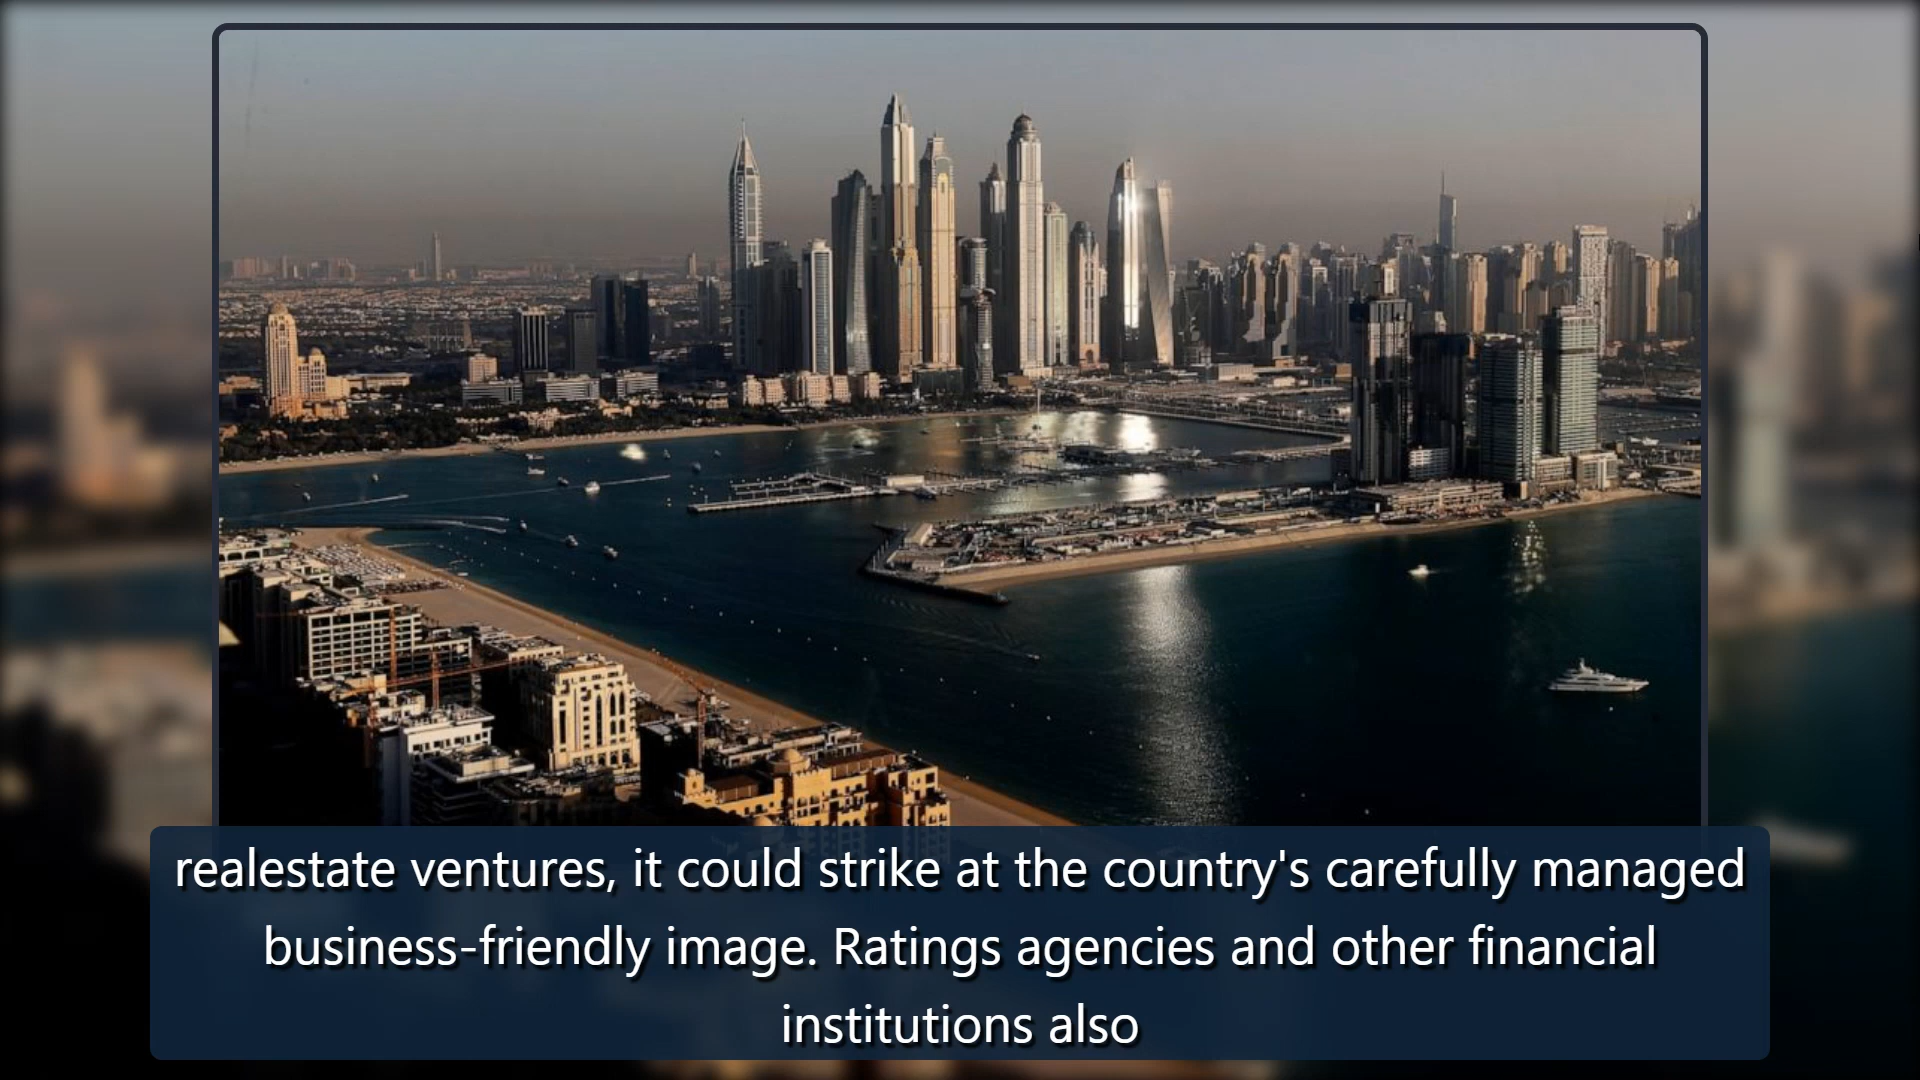 realestate ventures, it could strike at the country's carefully managed
business-friendly image. Ratings agencies and other financial
institutions also